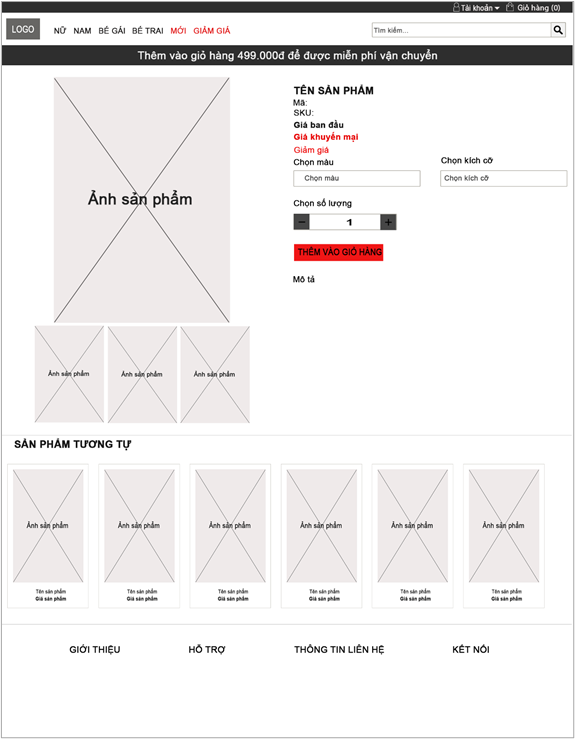 Tài khoản Giỏ hàng (0)
LOGO NỮ NAM BÉ GÁI BÉ TRAI MỚI GIẢM GIÁ Tìm kiếm...
Thêm vào giỏ hàng 499.000đ để được miễn phí vận chuyển
Ảnh sản phẩm
TÊN SẢN PHẨM
Mã:
SKU:
Giá ban đầu
Giá khuyến mại
Giảm giá
Chọn màu Chọn kích cỡ
Chọn màu Chọn kích cỡ
Chọn số lượng
− 1 +
THÊM VÀO GIỎ HÀNG
Mô tả
Ảnh sản phẩm Ảnh sản phẩm Ảnh sản phẩm
SẢN PHẨM TƯƠNG TỰ
Ảnh sản phẩm Ảnh sản phẩm Ảnh sản phẩm Ảnh sản phẩm Ảnh sản phẩm Ảnh sản phẩm
Tên sản phẩm Tên sản phẩm Tên sản phẩm Tên sản phẩm Tên sản phẩm Tên sản phẩm
Giá sản phẩm Giá sản phẩm Giá sản phẩm Giá sản phẩm Giá sản phẩm Giá sản phẩm
GIỚI THIỆU HỖ TRỢ THÔNG TIN LIÊN HỆ KẾT NỐI